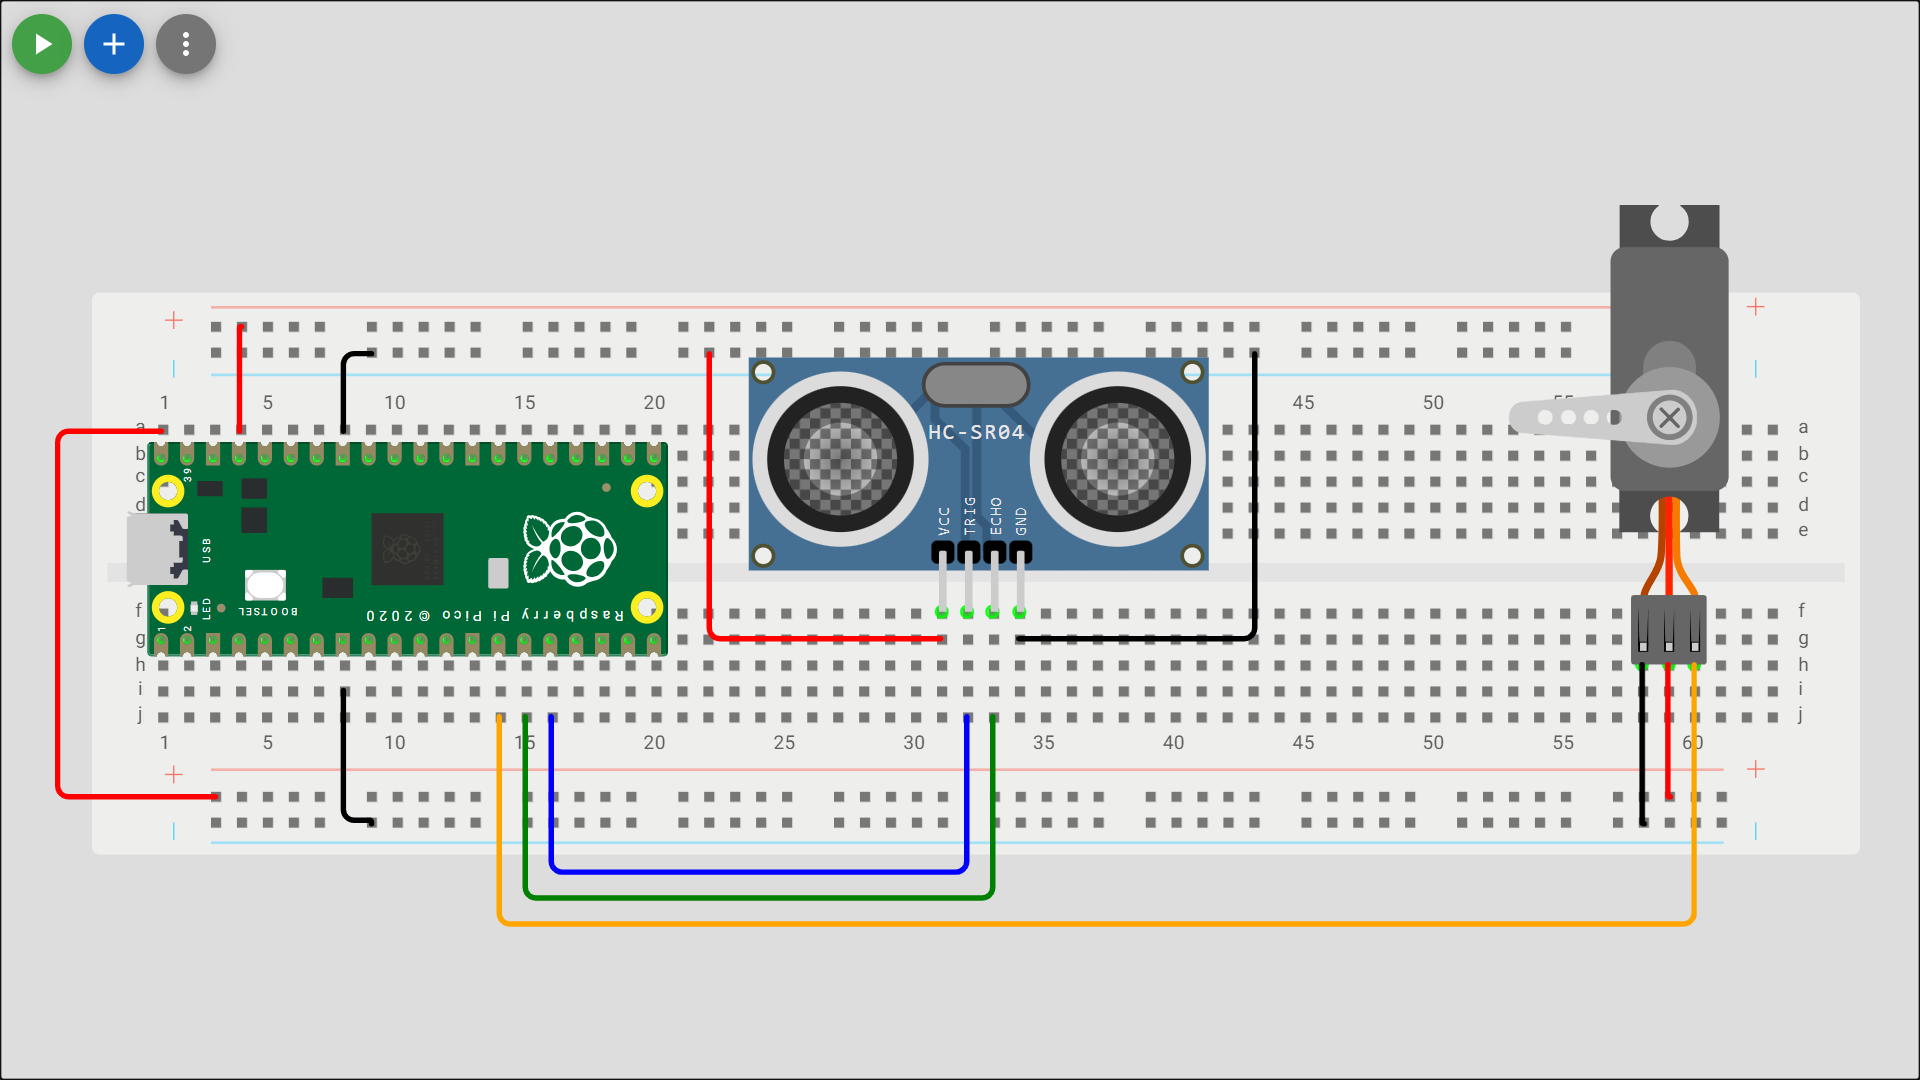 1 5 10 15 20 45 50 55
a a
b b
c c
d d
e e
39
HC-SR04
VCC TRIG ECHO GND
USB
LED
BOOTSEL
Raspberry Pi Pico © 2020
1 2
f f
g g
h h
i i
j j
1 5 10 15 20 25 30 35 40 45 50 55 60